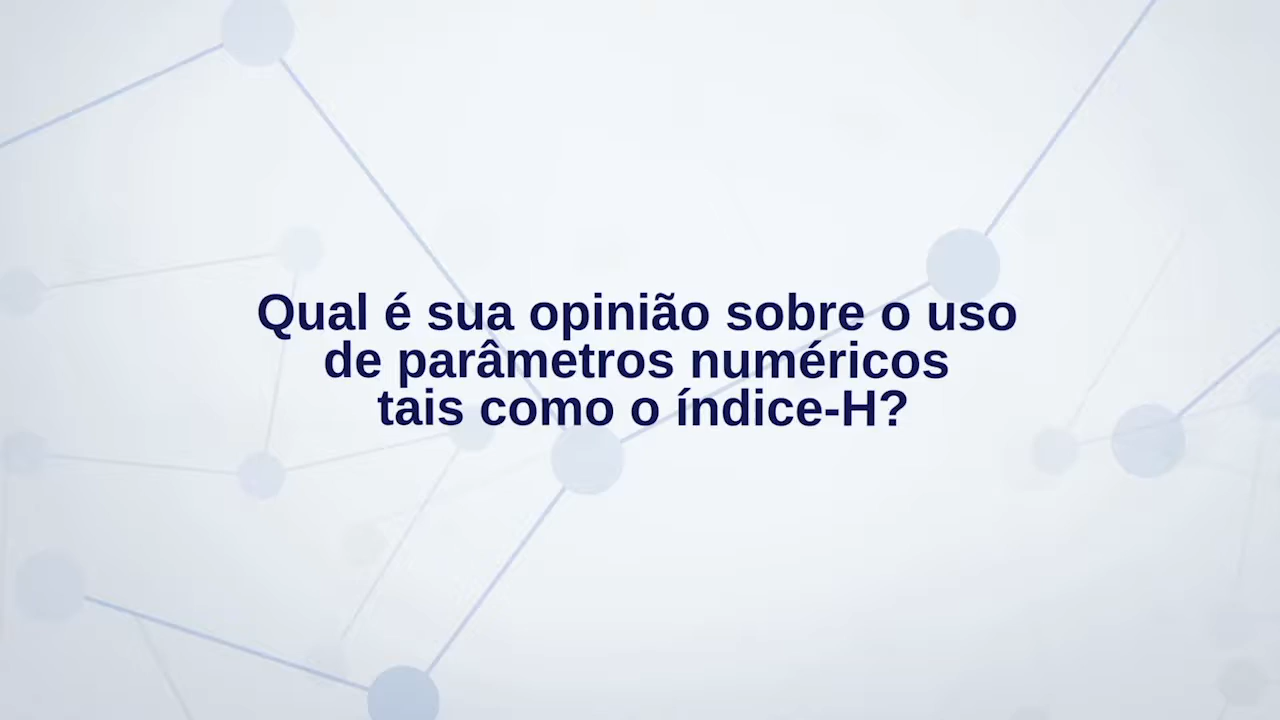 Qual é sua opinião sobre o uso
de parâmetros numéricos
tais como o índice-H?